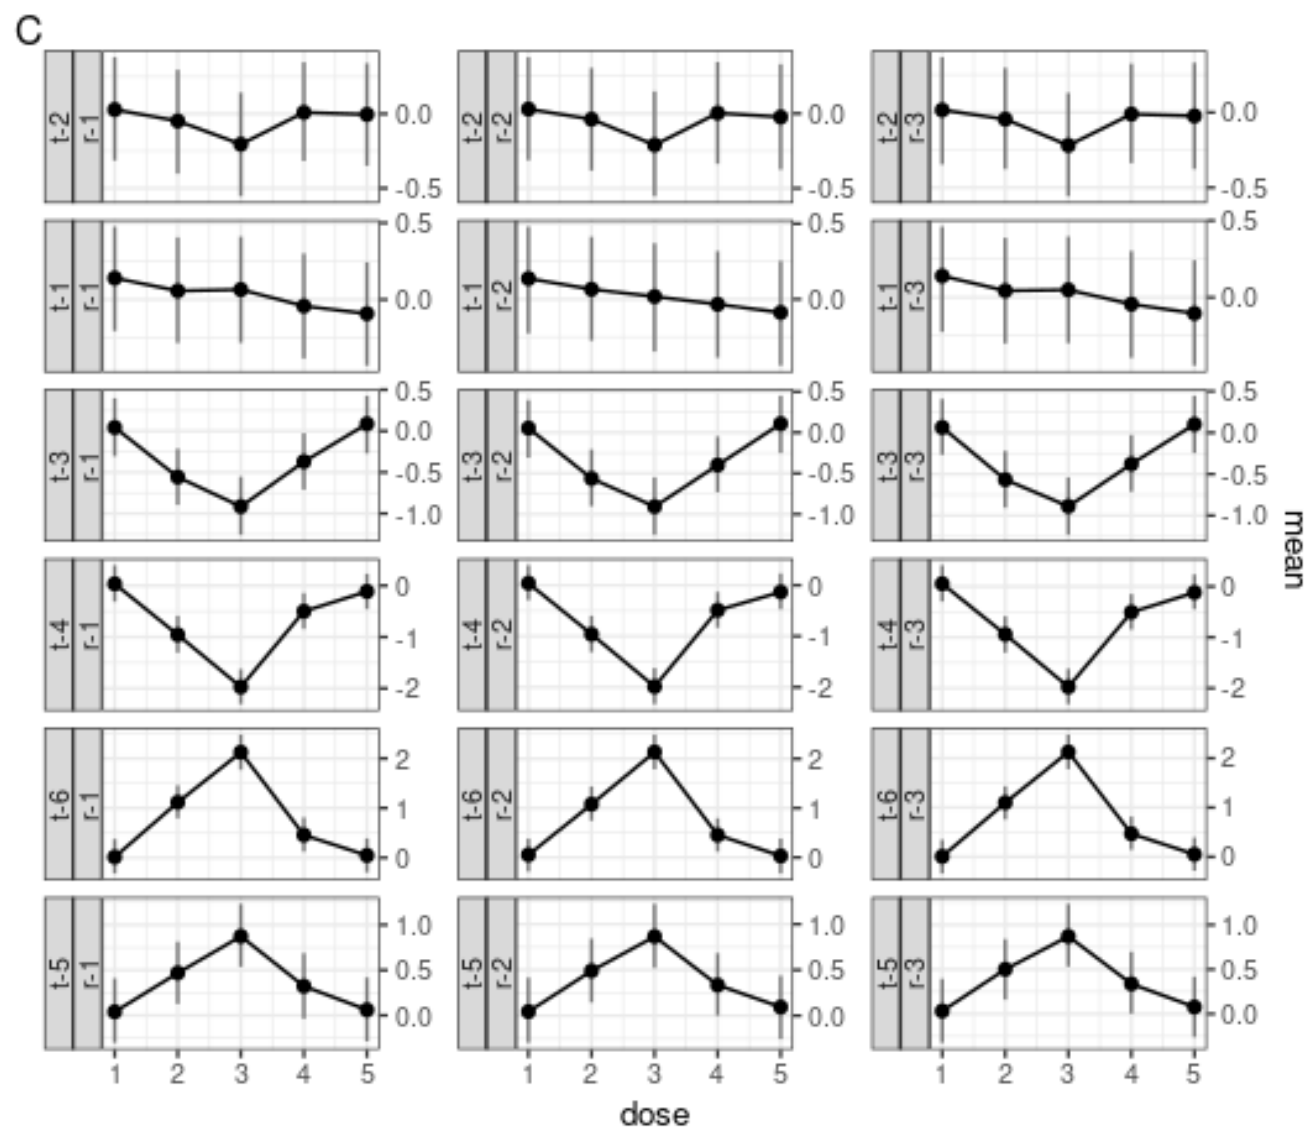 C
t-2 r-1 0.0 -0.5
t-2 r-2 0.0 -0.5
t-2 r-3 0.0 -0.5
t-1 r-1 0.5 0.0
t-1 r-2 0.5 0.0
t-1 r-3 0.5 0.0
t-3 r-1 0.5 0.0 -0.5 -1.0
t-3 r-2 0.5 0.0 -0.5 -1.0
t-3 r-3 0.5 0.0 -0.5 -1.0
t-4 r-1 0 -1 -2
t-4 r-2 0 -1 -2
t-4 r-3 0 -1 -2
t-6 r-1 2 1 0
t-6 r-2 2 1 0
t-6 r-3 2 1 0
t-5 r-1 1.0 0.5 0.0
t-5 r-2 1.0 0.5 0.0
t-5 r-3 1.0 0.5 0.0
1 2 3 4 5 1 2 3 4 5 1 2 3 4 5
dose
mean